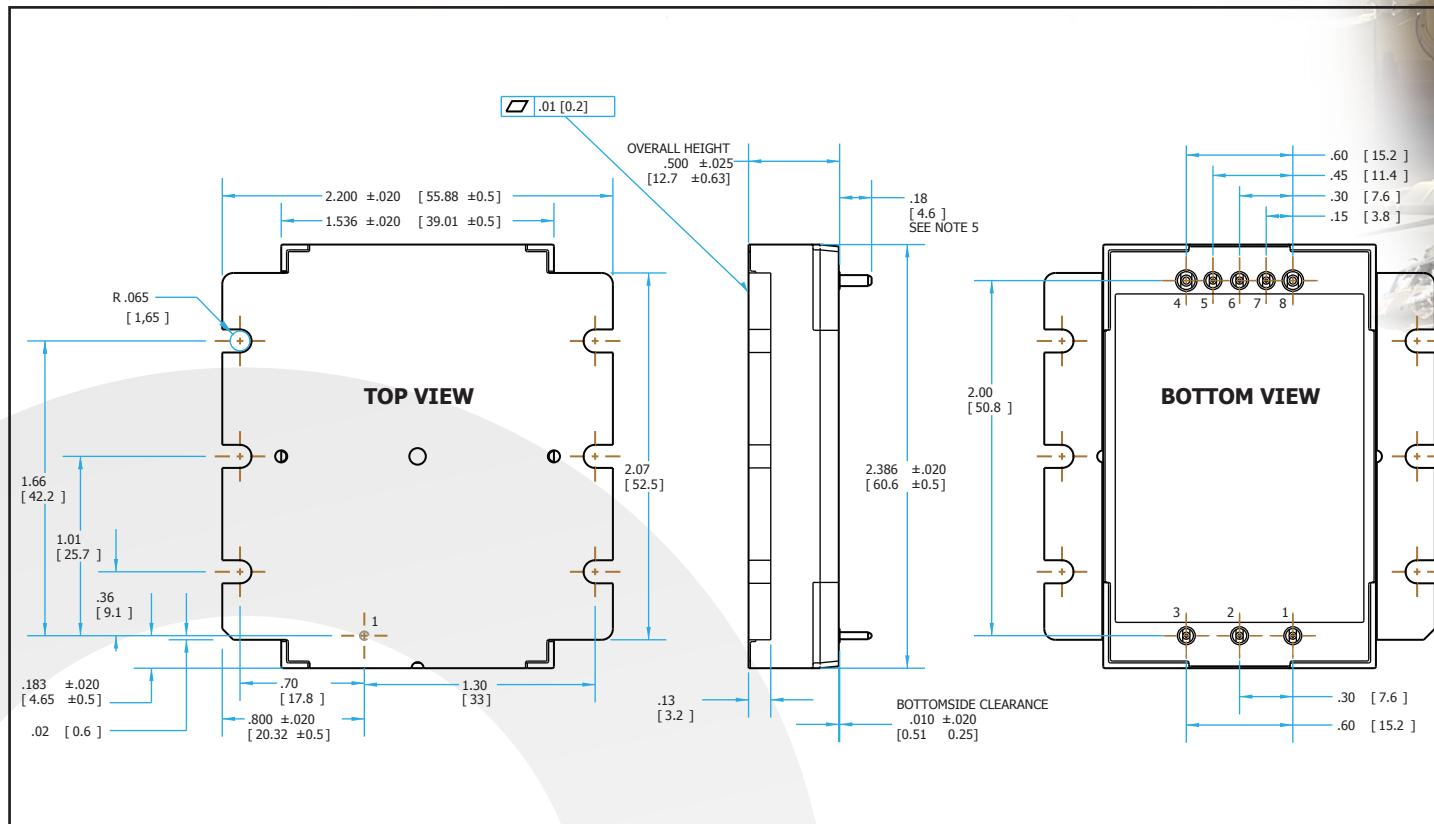 .01 [0.2]
OVERALL HEIGHT
.500 ±.025
[12.7 ±0.63]
.18
[ 4.6 ]
SEE NOTE 5
.60 [ 15.2 ]
.45 [ 11.4 ]
.30 [ 7.6 ]
.15 [ 3.8 ]
2.200 ±.020 [ 55.88 ±0.5]
1.536 ±.020 [ 39.01 ±0.5]
R .065
[ 1,65 ]
4 5 6 7 8
TOP VIEW
2.00
[ 50.8 ]
BOTTOM VIEW
1.66
[ 42.2 ]
2.07
[ 52.5]
2.386 ±.020
[ 60.6 ±0.5]
1.01
[ 25.7 ]
.36
[ 9.1 ]
1
3 2 1
.183 ±.020
[ 4.65 ±0.5]
.02 [ 0.6 ]
.70
[ 17.8 ]
1.30
[ 33 ]
.800 ±.020
[ 20.32 ±0.5]
.13
[ 3.2 ]
BOTTOMSIDE CLEARANCE
.010 ±.020
[0.51 0.25]
.30 [ 7.6 ]
.60 [ 15.2 ]